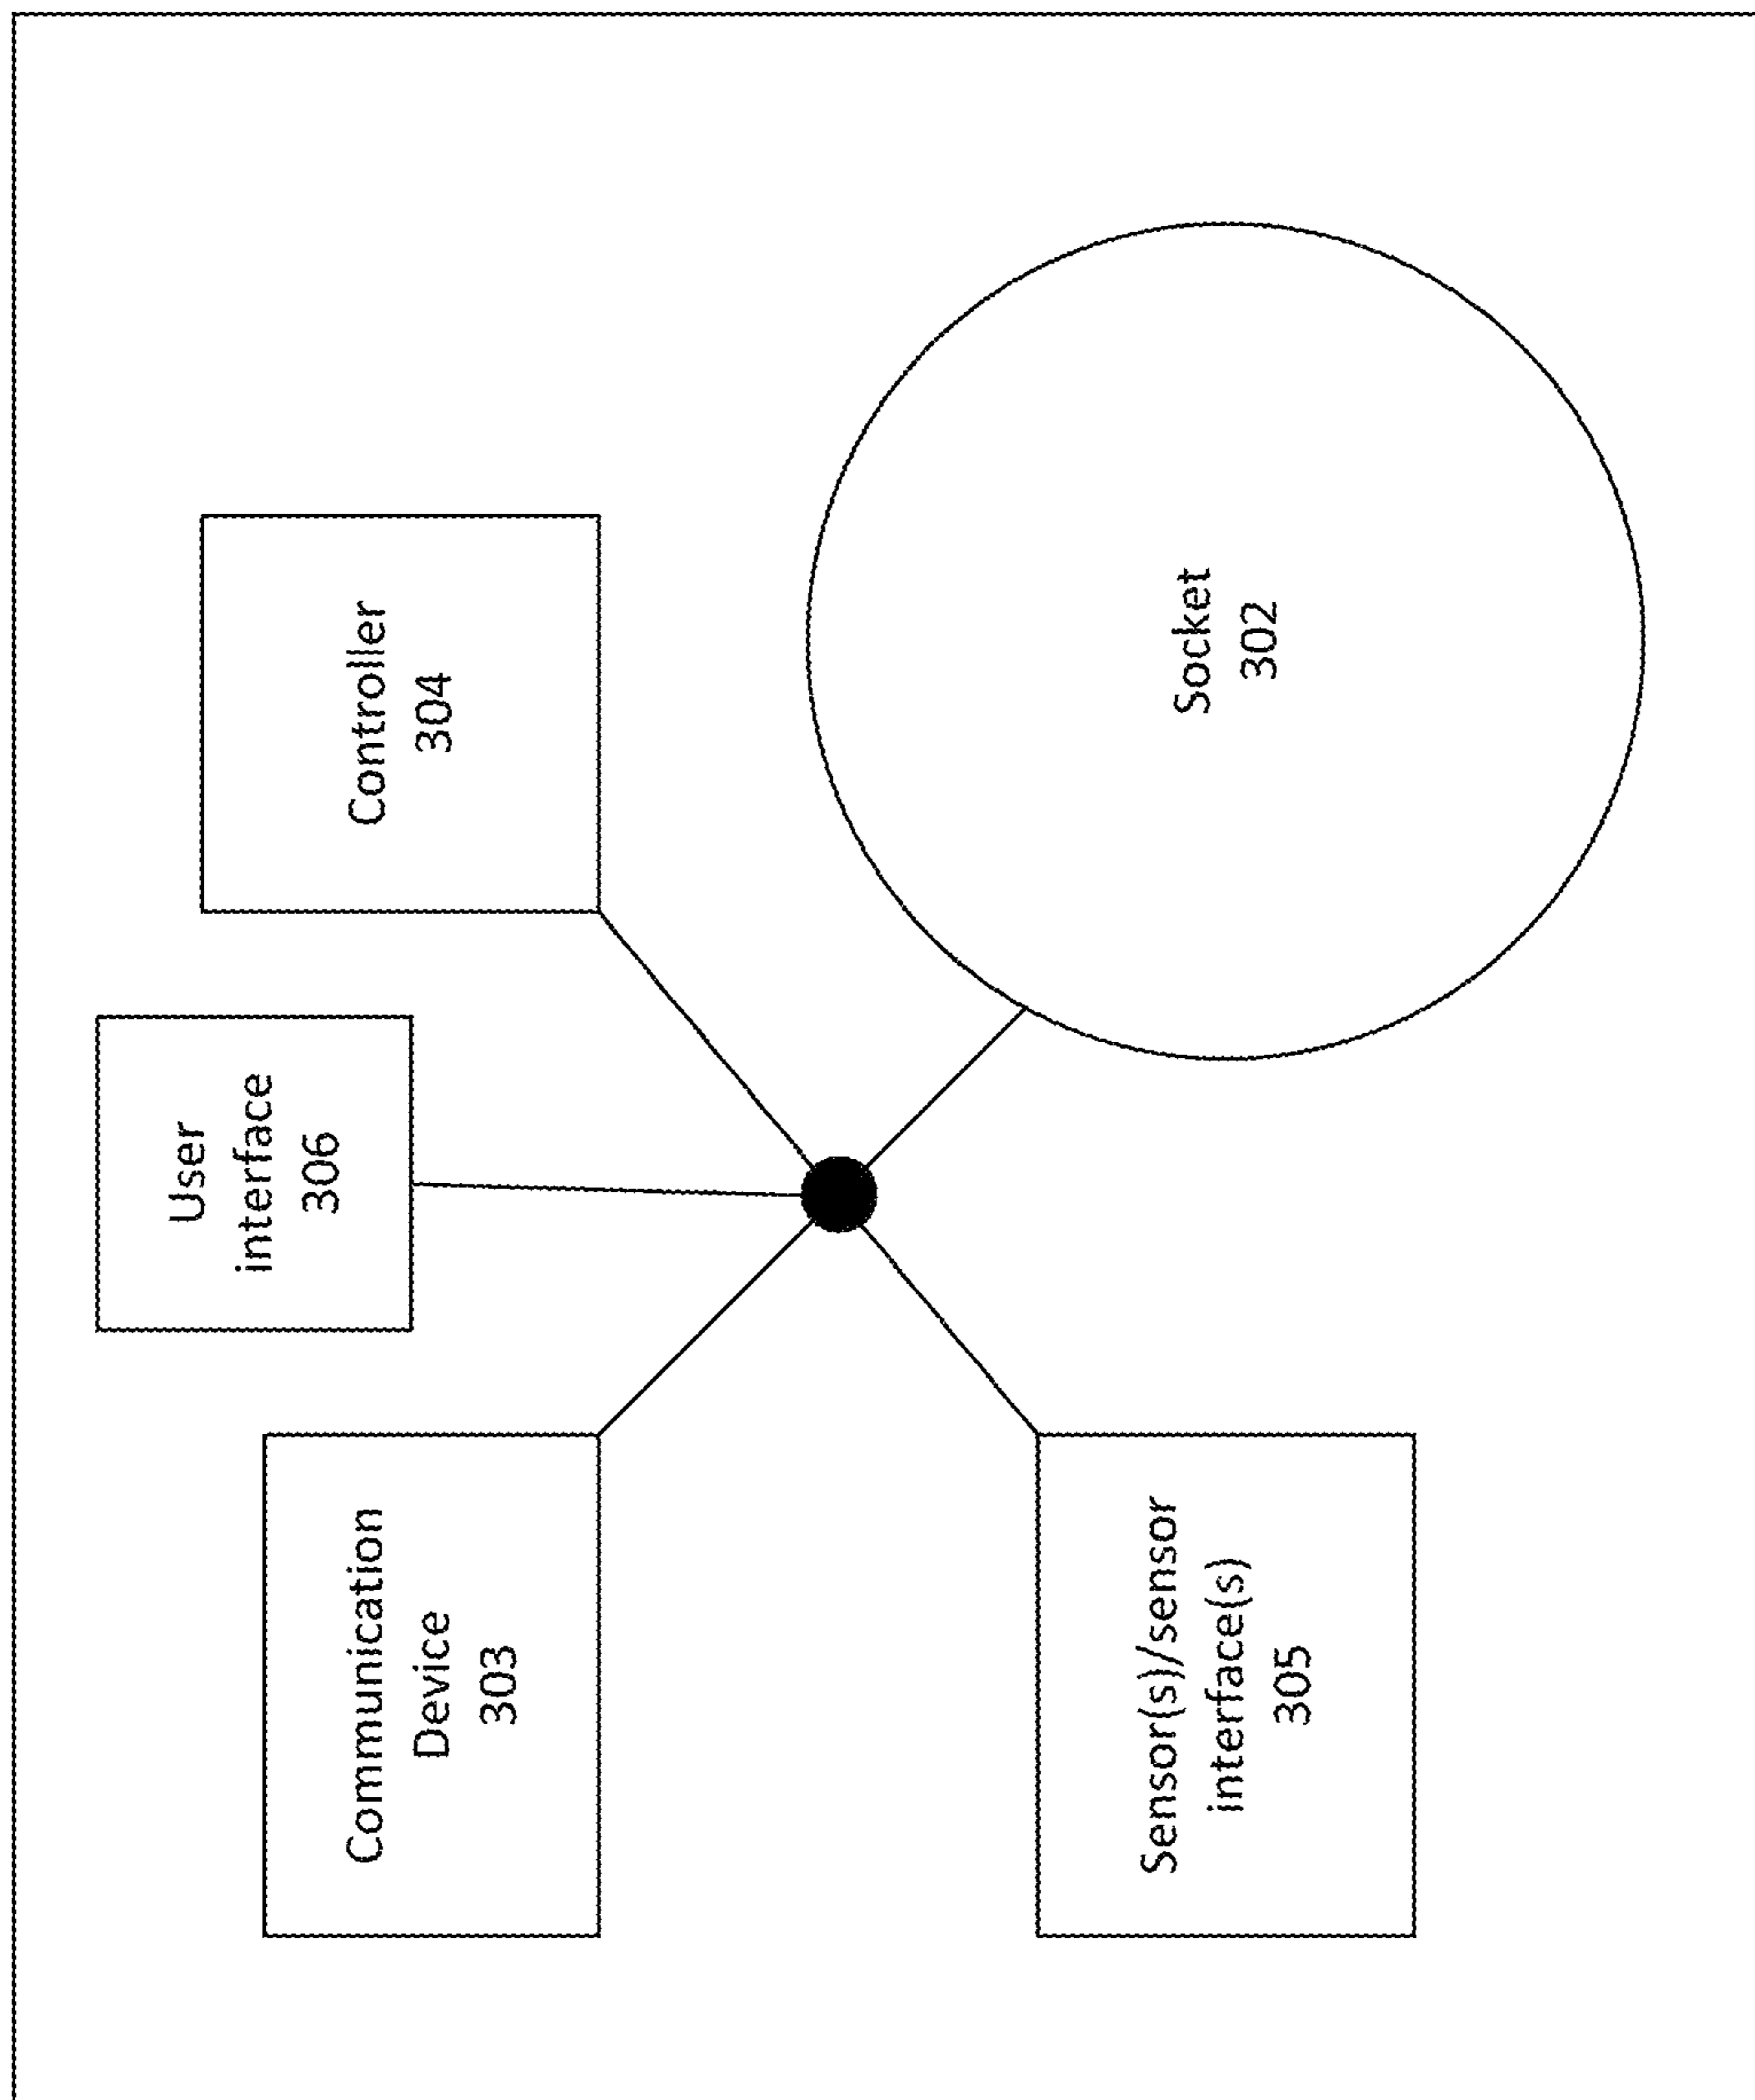 Communication
Device
303
User
interface
306
Controller
304
Sensor(s)/sensor
interface(s)
305
Socket
302